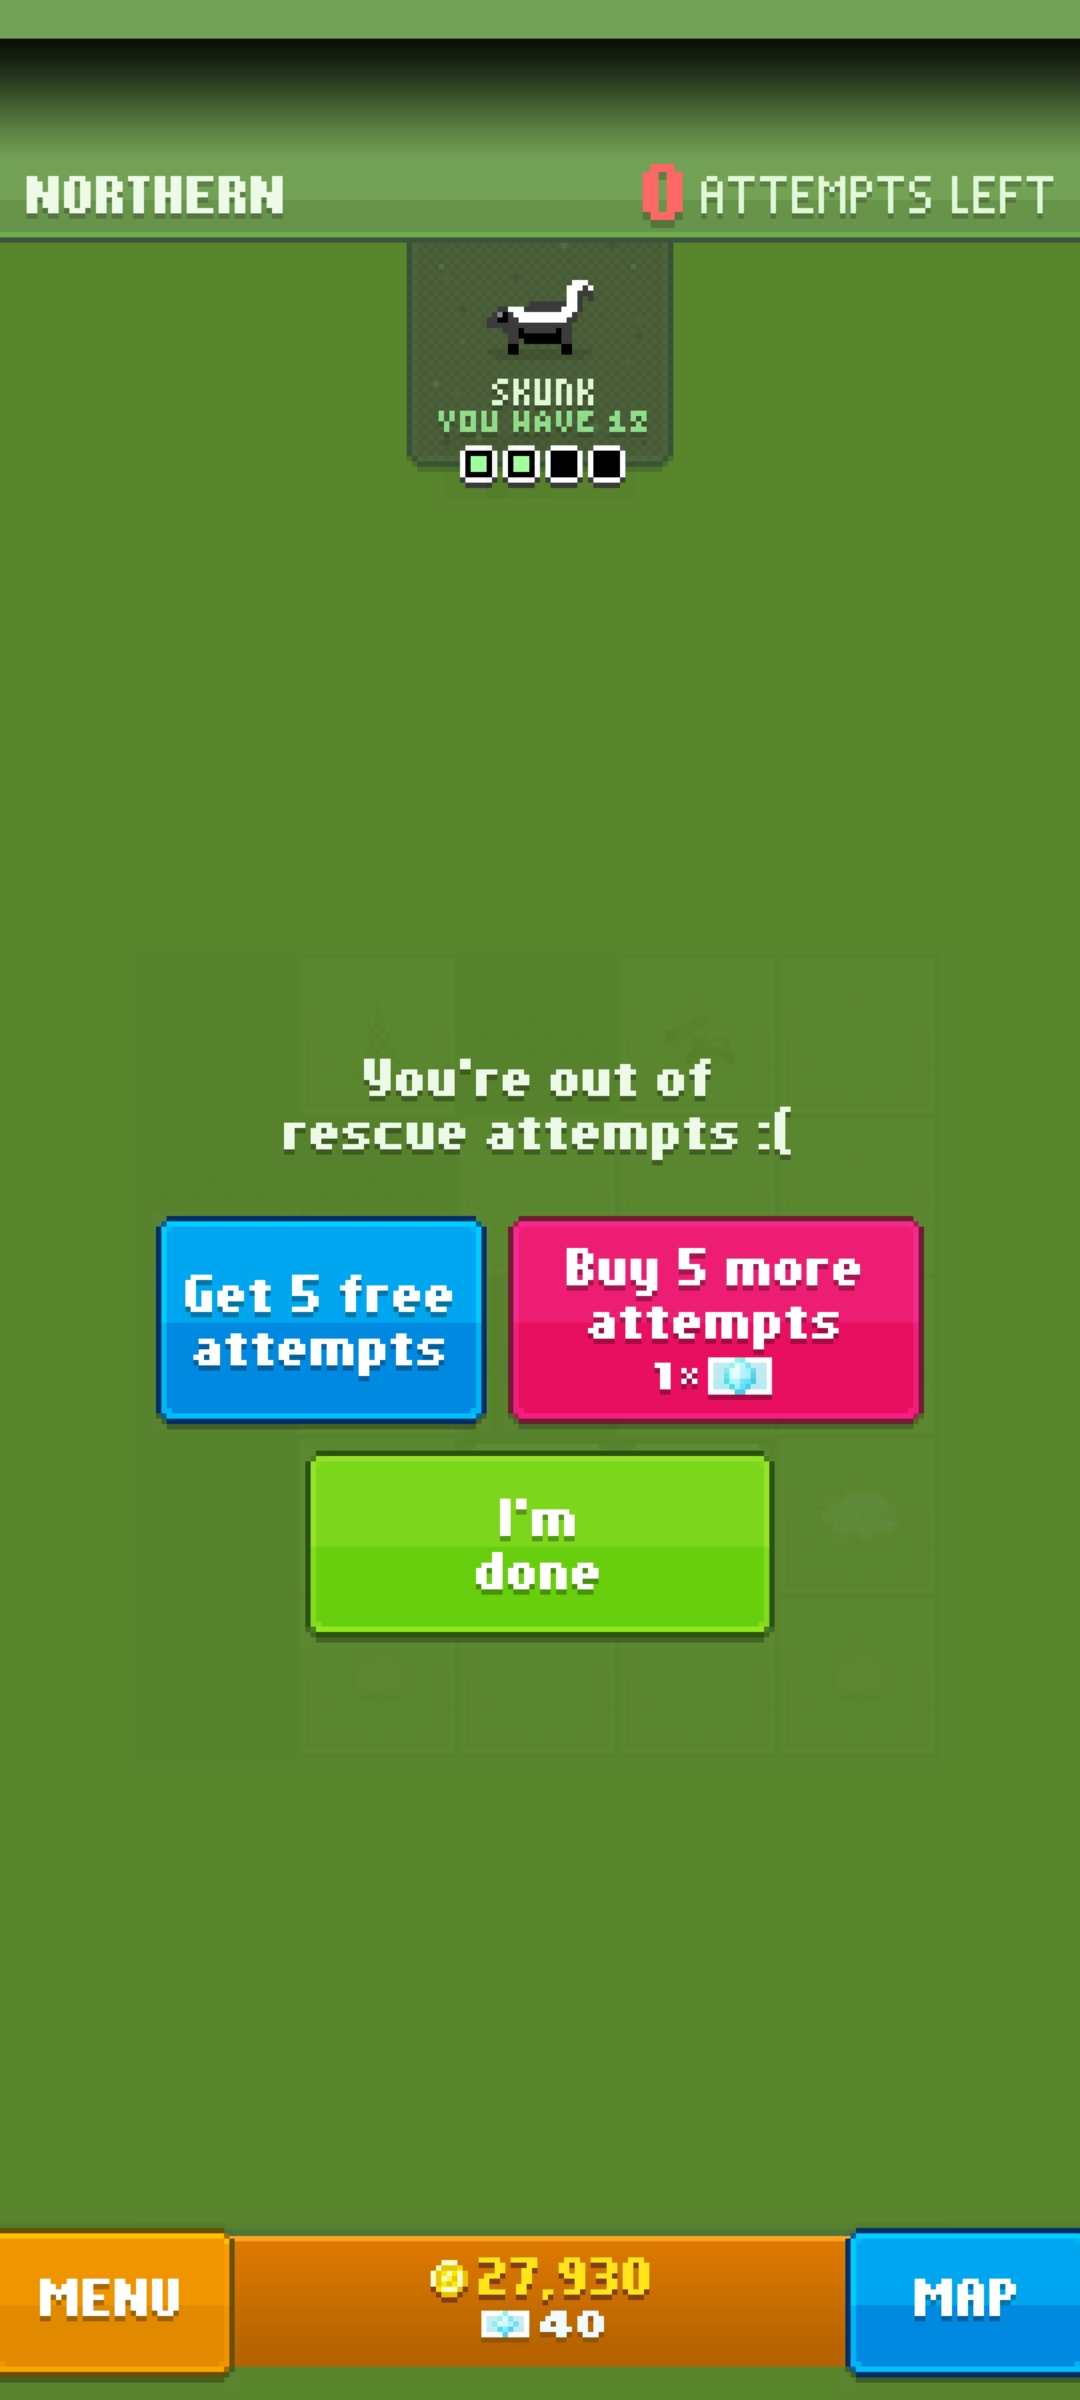 NORTHERN
0 ATTEMPTS LEFT
SKUNK
YOU HAVE 12
You're out of
rescue attempts :(
Get 5 free
attempts
Buy 5 more
attempts
1×
I'm
done
MENU
27,930
40
MAP